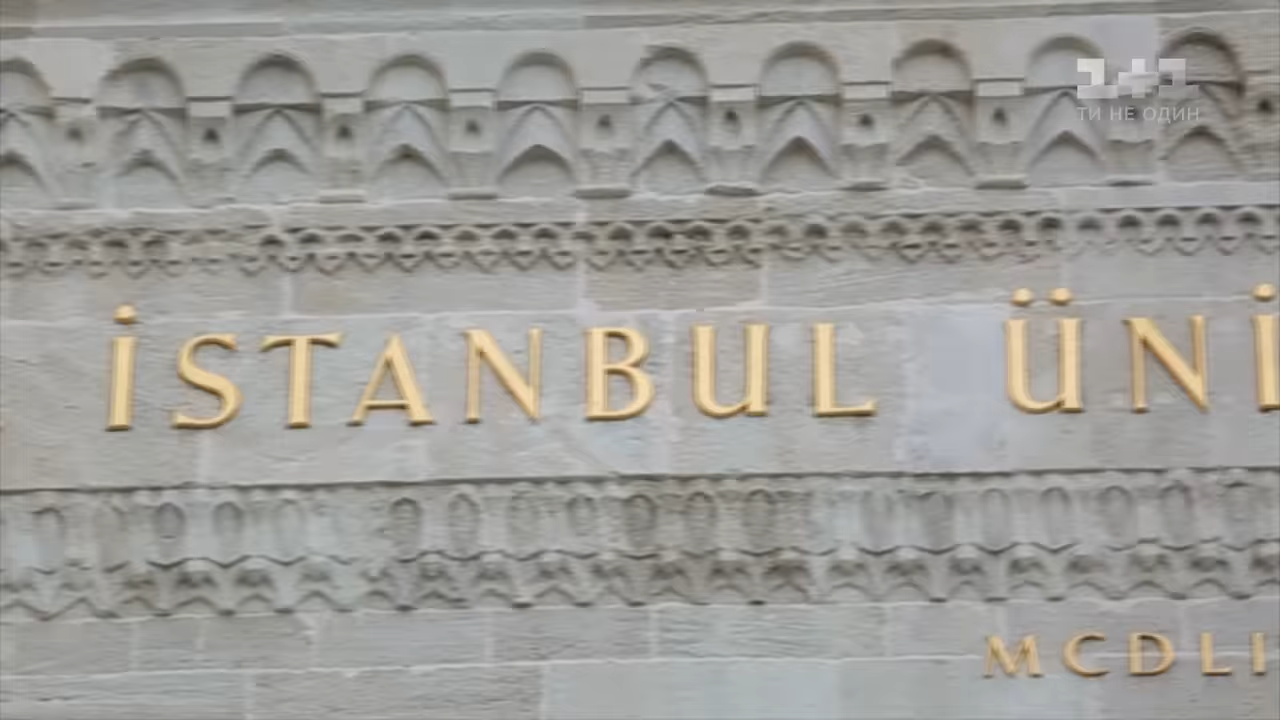 1+1
ТИ НЕ ОДИН
İSTANBUL ÜNİ
MCDLI